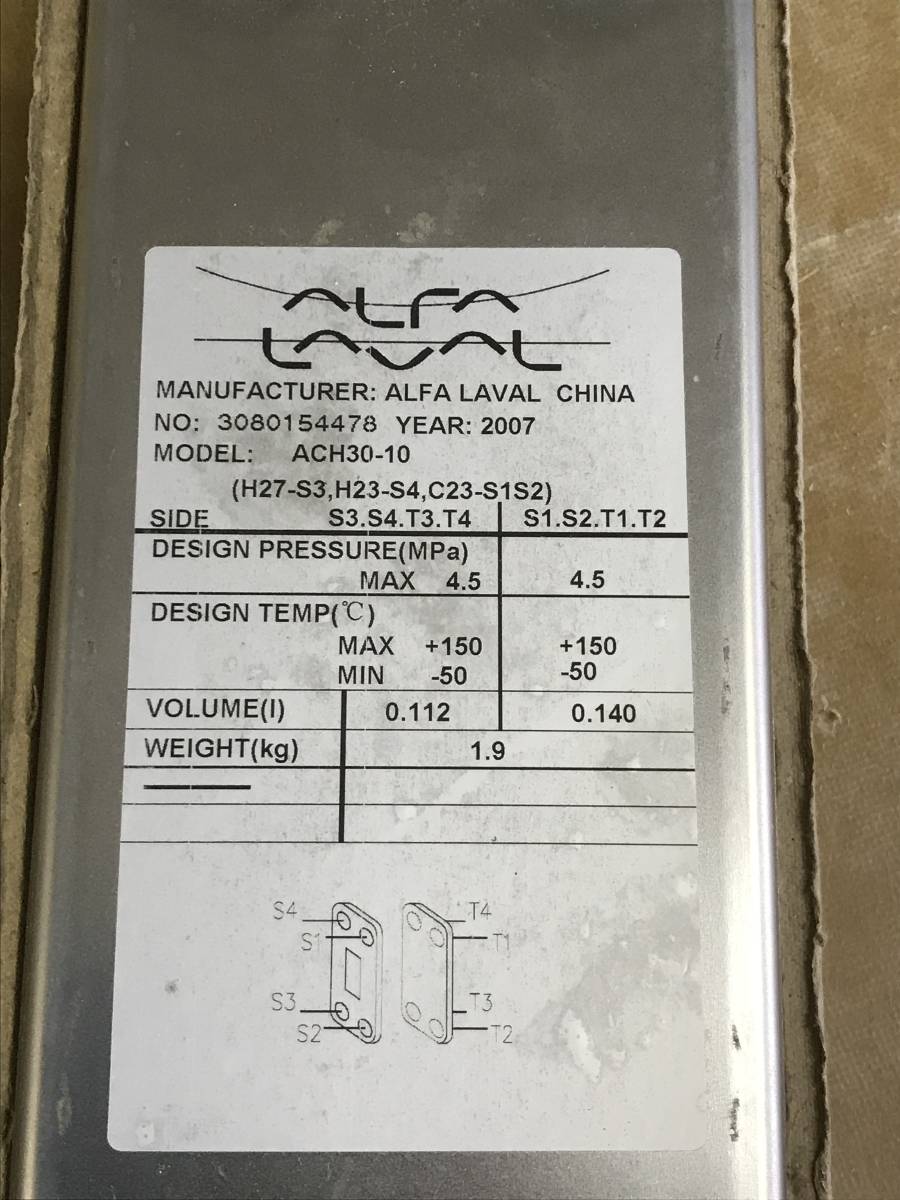 ALFA
LAVAL
MANUFACTURER: ALFA LAVAL CHINA
NO: 3080154478 YEAR: 2007
MODEL: ACH30-10
(H27-S3,H23-S4,C23-S1S2)
SIDE S3.S4.T3.T4 S1.S2.T1.T2
DESIGN PRESSURE(MPa)
MAX 4.5 4.5
DESIGN TEMP(℃)
MAX +150 +150
MIN -50 -50
VOLUME(l) 0.112 0.140
WEIGHT(kg) 1.9
S4 T4
S1 T1
S3 T3
S2 T2